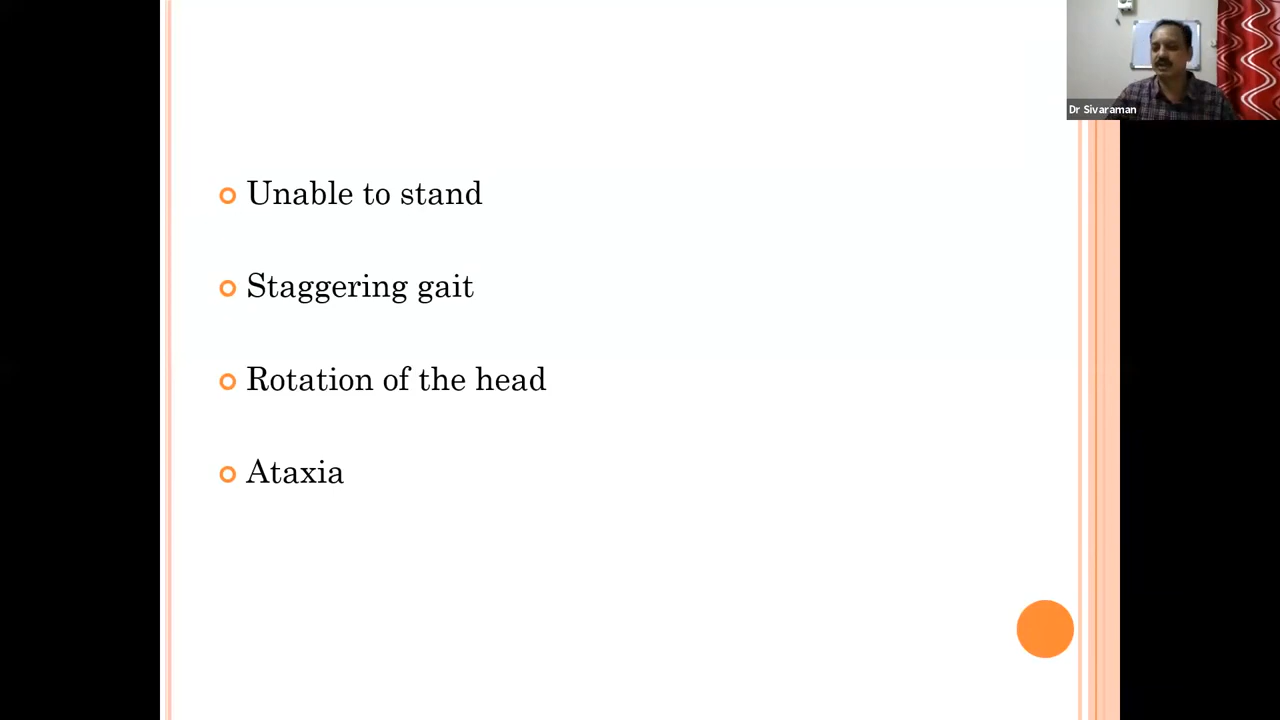 Dr Sivaraman
Unable to stand
Staggering gait
Rotation of the head
Ataxia